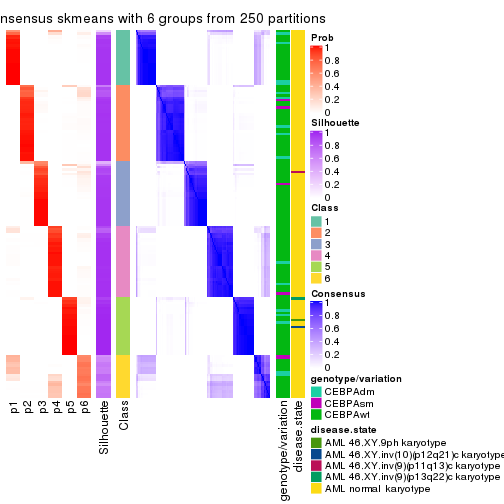 nsensus skmeans with 6 groups from 250 partitions
Prob
1
0.8
0.6
0.4
0.2
0
Silhouette
1
0.8
0.6
0.4
0.2
0
Class
1
2
3
4
5
6
Consensus
1
0.8
0.6
0.4
0.2
0
genotype/variation
CEBPAdm
CEBPAsm
CEBPAwt
disease.state
AML 46.XY.9ph karyotype
AML 46.XY,inv(10)(p12q21)c karyotype
AML 46.XY,inv(9)(p11q13)c karyotype
AML 46.XY,inv(9)(p13q22)c karyotype
AML normal karyotype
p1
p2
p3
p4
p5
p6
Silhouette
Class
genotype/variation
disease.state